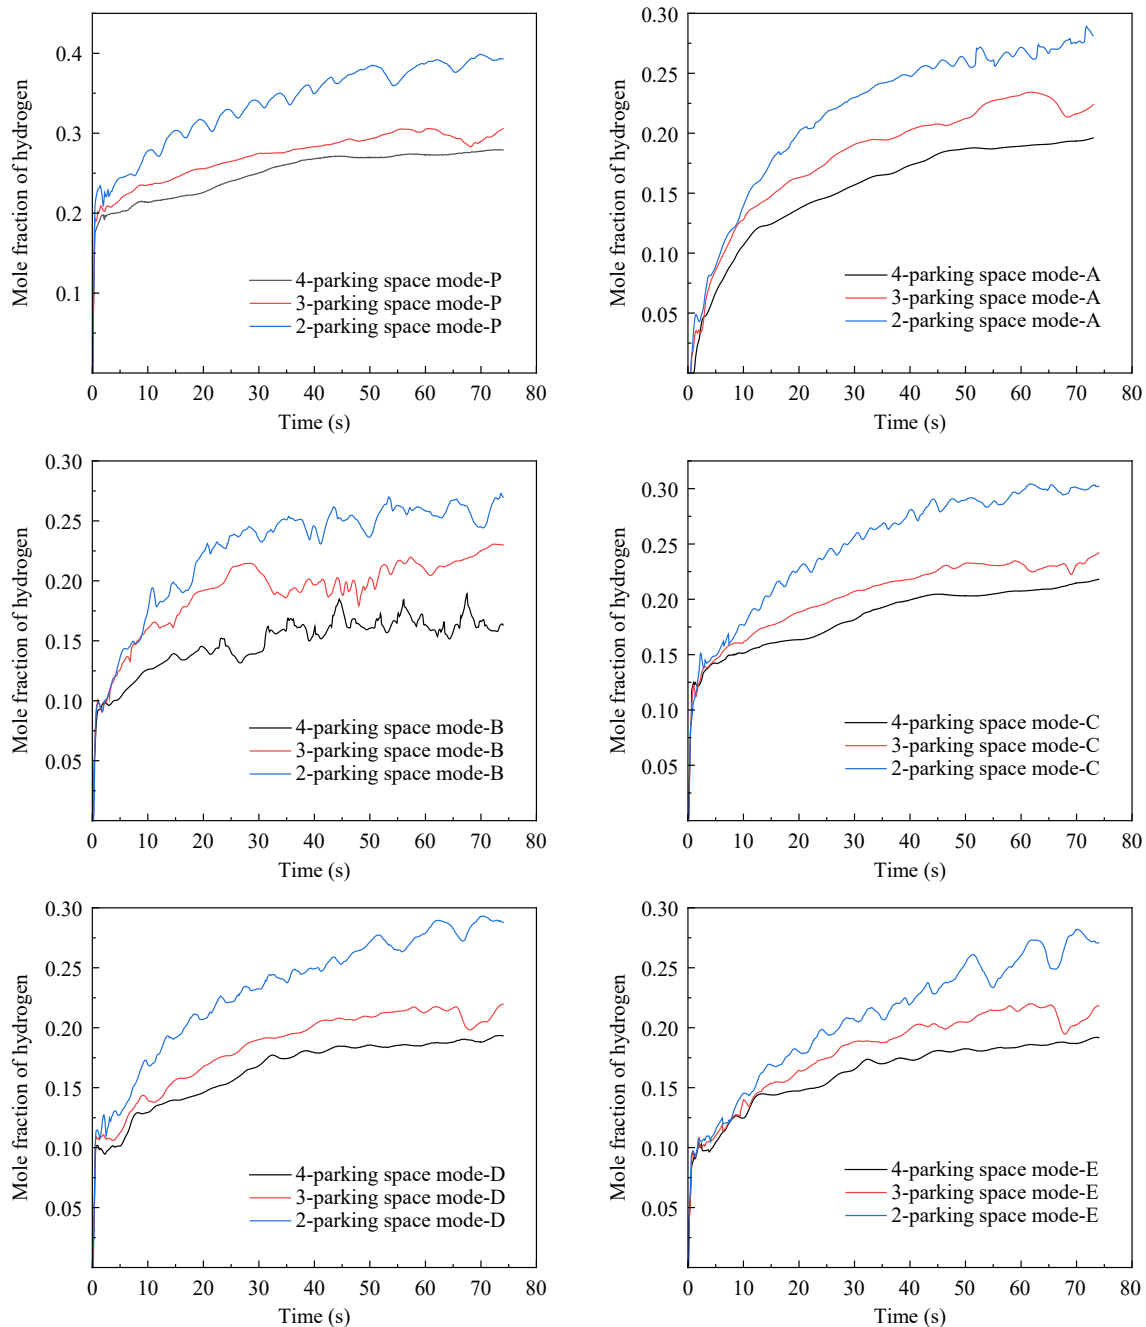 Mole fraction of hydrogen
0.4
0.3
0.2
0.1
4-parking space mode-P
3-parking space mode-P
2-parking space mode-P
0 10 20 30 40 50 60 70 80
Time (s)
Mole fraction of hydrogen
0.30
0.25
0.20
0.15
0.10
0.05
4-parking space mode-A
3-parking space mode-A
2-parking space mode-A
0 10 20 30 40 50 60 70 80
Time (s)
Mole fraction of hydrogen
0.30
0.25
0.20
0.15
0.10
0.05
4-parking space mode-B
3-parking space mode-B
2-parking space mode-B
0 10 20 30 40 50 60 70 80
Time (s)
Mole fraction of hydrogen
0.30
0.25
0.20
0.15
0.10
0.05
4-parking space mode-C
3-parking space mode-C
2-parking space mode-C
0 10 20 30 40 50 60 70 80
Time (s)
Mole fraction of hydrogen
0.30
0.25
0.20
0.15
0.10
0.05
4-parking space mode-D
3-parking space mode-D
2-parking space mode-D
0 10 20 30 40 50 60 70 80
Time (s)
Mole fraction of hydrogen
0.30
0.25
0.20
0.15
0.10
0.05
4-parking space mode-E
3-parking space mode-E
2-parking space mode-E
0 10 20 30 40 50 60 70 80
Time (s)